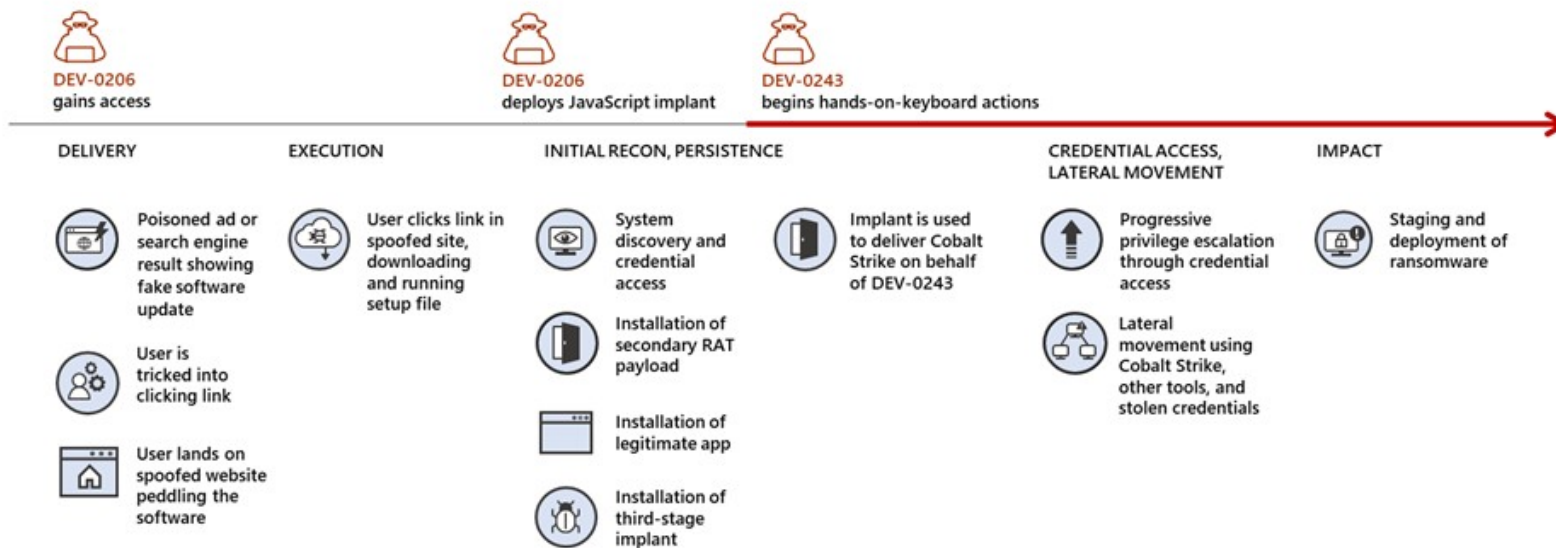 DEV-0206
gains access
DEV-0206
deploys JavaScript implant
DEV-0243
begins hands-on-keyboard actions
DELIVERY
Poisoned ad or
search engine
result showing
fake software
update
User is
tricked into
clicking link
User lands on
spoofed website
peddling the
software
EXECUTION
User clicks link in
spoofed site,
downloading
and running
setup file
INITIAL RECON, PERSISTENCE
System
discovery and
credential
access
Installation of
secondary RAT
payload
Installation of
legitimate app
Installation of
third-stage
implant
Implant is used
to deliver Cobalt
Strike on behalf
of DEV-0243
CREDENTIAL ACCESS,
LATERAL MOVEMENT
Progressive
privilege escalation
through credential
access
Lateral
movement using
Cobalt Strike,
other tools, and
stolen credentials
IMPACT
Staging and
deployment of
ransomware